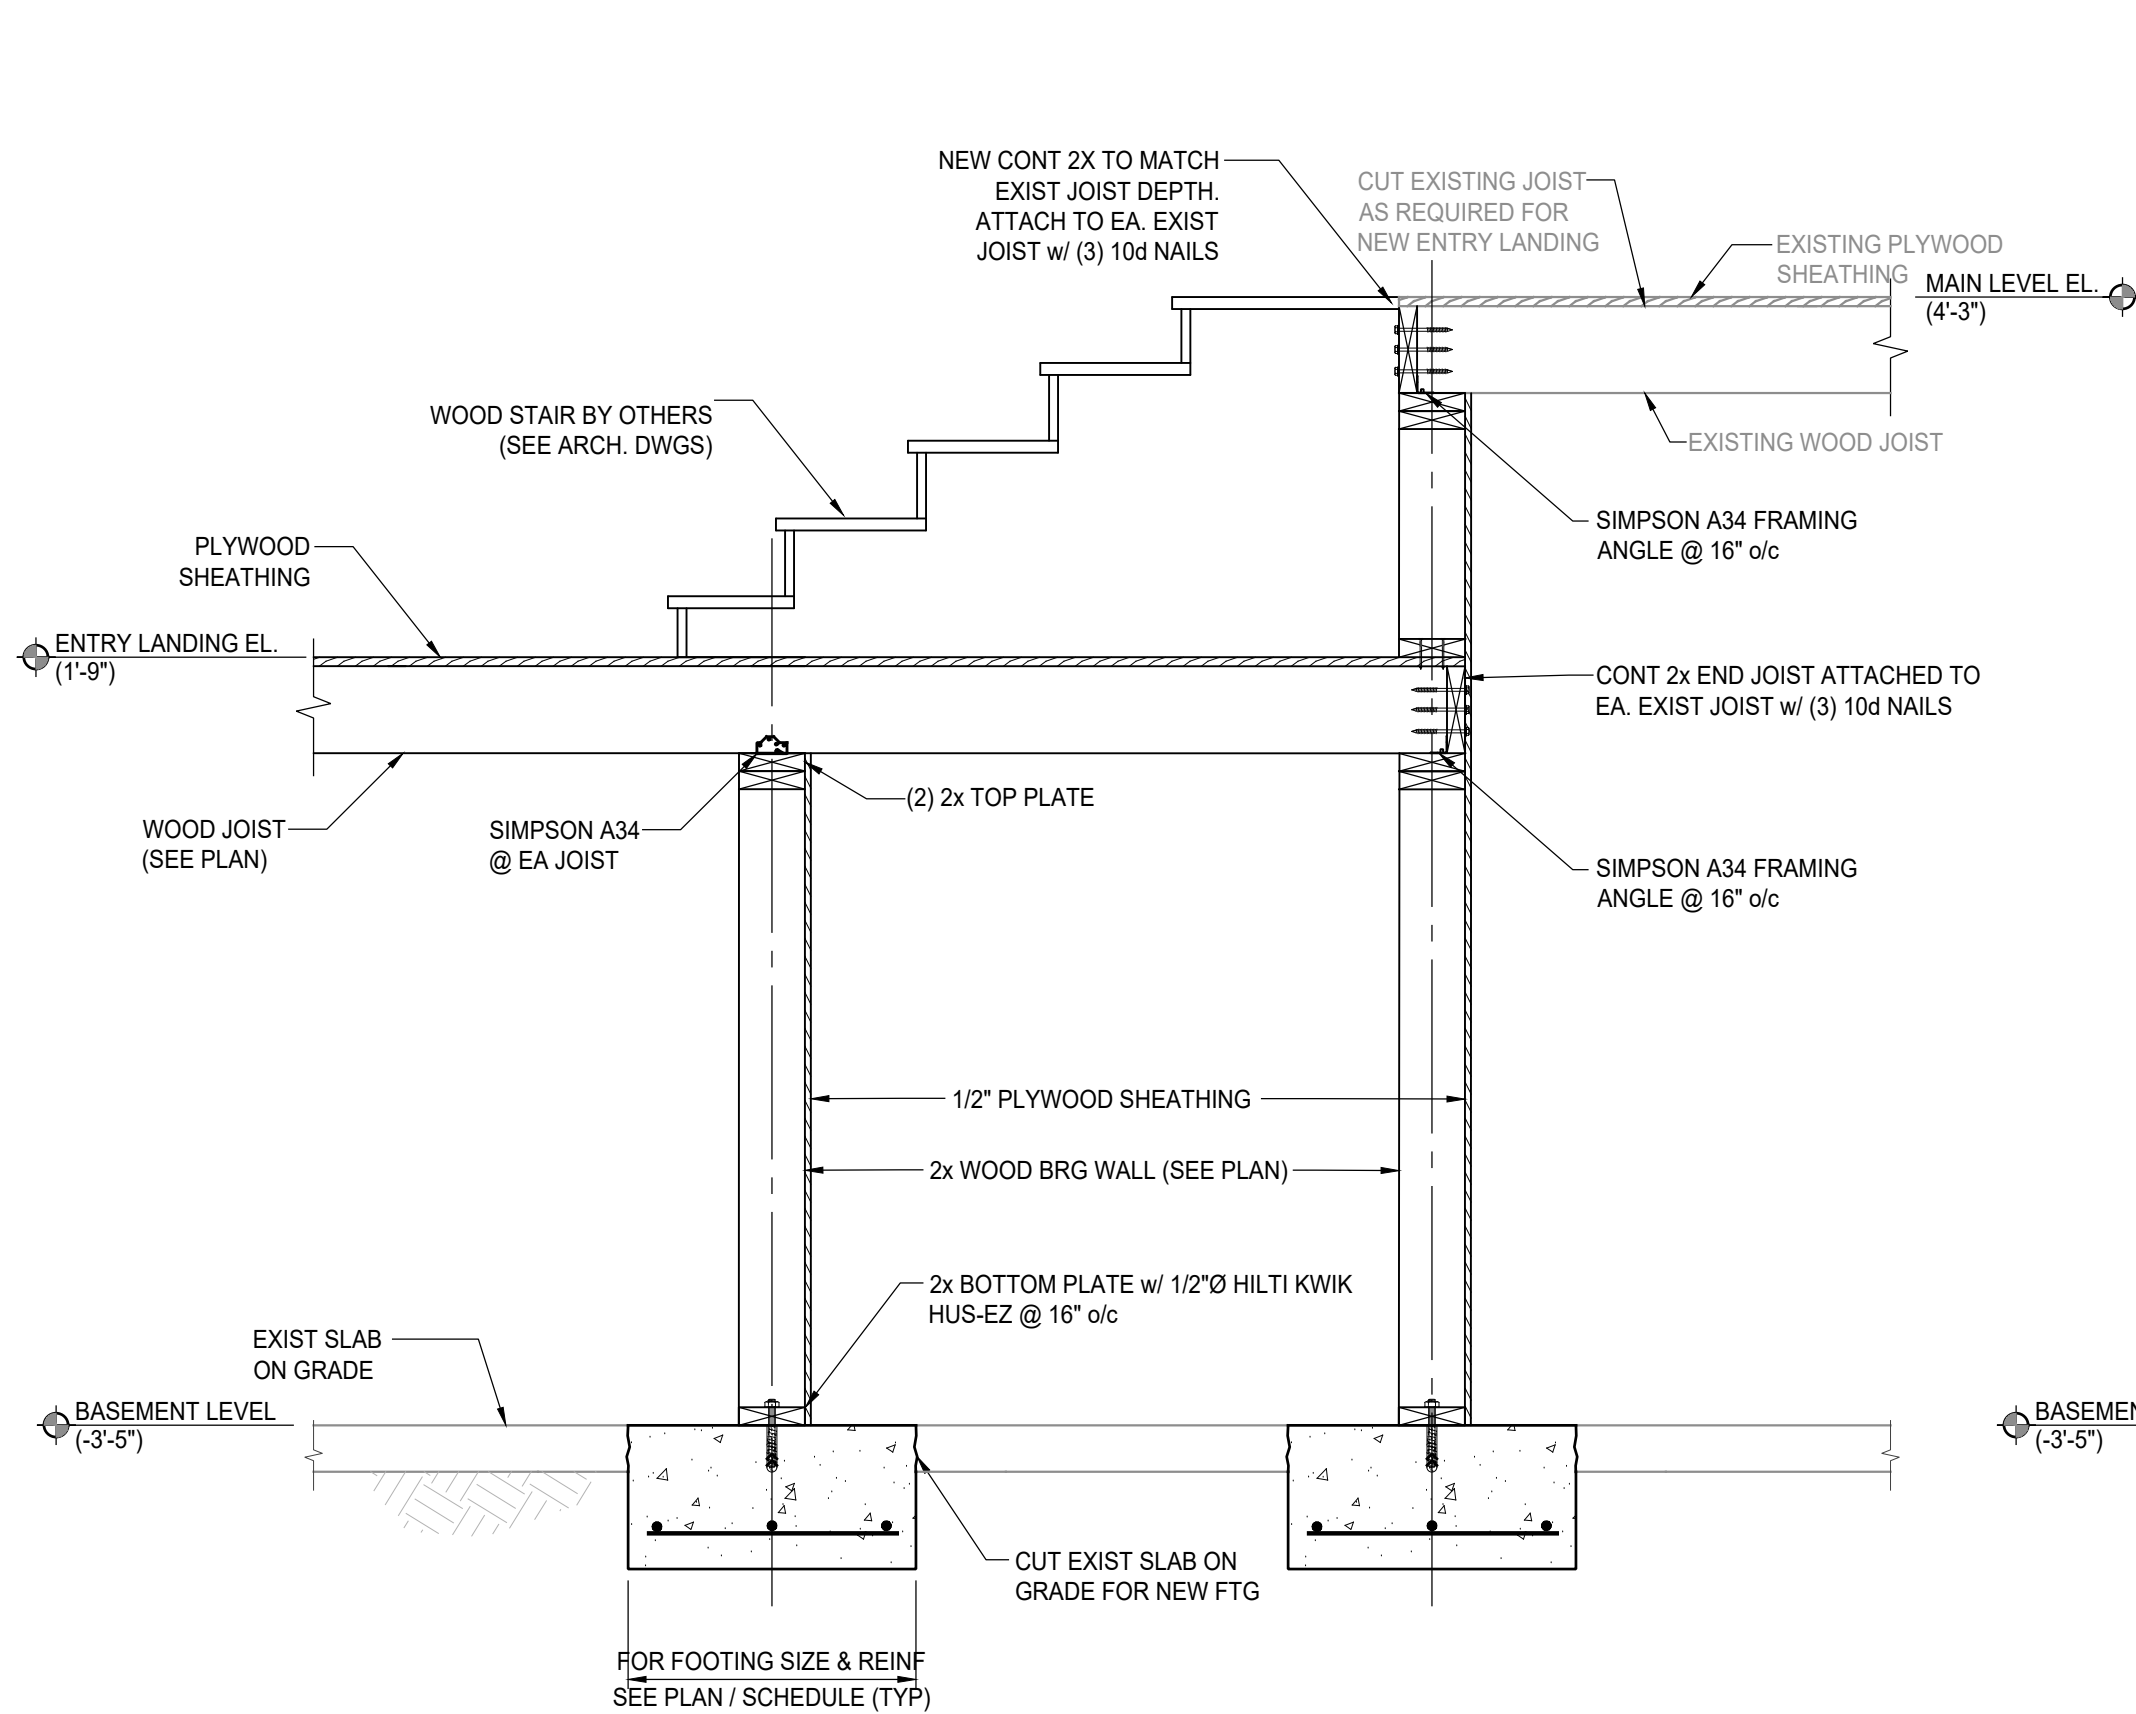 NEW CONT 2X TO MATCH
EXIST JOIST DEPTH.
ATTACH TO EA. EXIST
JOIST w/ (3) 10d NAILS
CUT EXISTING JOIST
AS REQUIRED FOR
NEW ENTRY LANDING
EXISTING PLYWOOD
SHEATHING
MAIN LEVEL EL.
(4'-3")
WOOD STAIR BY OTHERS
(SEE ARCH. DWGS)
EXISTING WOOD JOIST
SIMPSON A34 FRAMING
ANGLE @ 16" o/c
PLYWOOD
SHEATHING
ENTRY LANDING EL.
(1'-9")
CONT 2x END JOIST ATTACHED TO
EA. EXIST JOIST w/ (3) 10d NAILS
(2) 2x TOP PLATE
WOOD JOIST
(SEE PLAN)
SIMPSON A34
@ EA JOIST
SIMPSON A34 FRAMING
ANGLE @ 16" o/c
1/2" PLYWOOD SHEATHING
2x WOOD BRG WALL (SEE PLAN)
2x BOTTOM PLATE w/ 1/2"Ø HILTI KWIK
HUS-EZ @ 16" o/c
EXIST SLAB
ON GRADE
BASEMENT LEVEL
(-3'-5")
BASEMEN
(-3'-5")
CUT EXIST SLAB ON
GRADE FOR NEW FTG
FOR FOOTING SIZE & REINF
SEE PLAN / SCHEDULE (TYP)